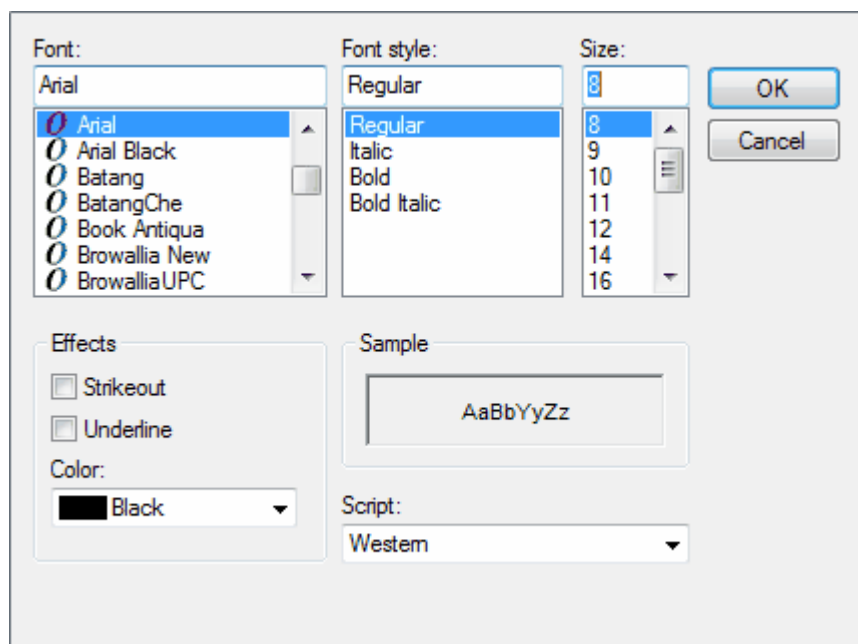 Font:
Arial
Arial
Arial Black
Batang
BatangChe
Book Antiqua
Browallia New
BrowalliaUPC
Font style:
Regular
Regular
Italic
Bold
Bold Italic
Size:
8
8
9
10
11
12
14
16
OK
Cancel
Effects
Strikeout
Underline
Color:
Black
Sample
AaBbYyZz
Script:
Western